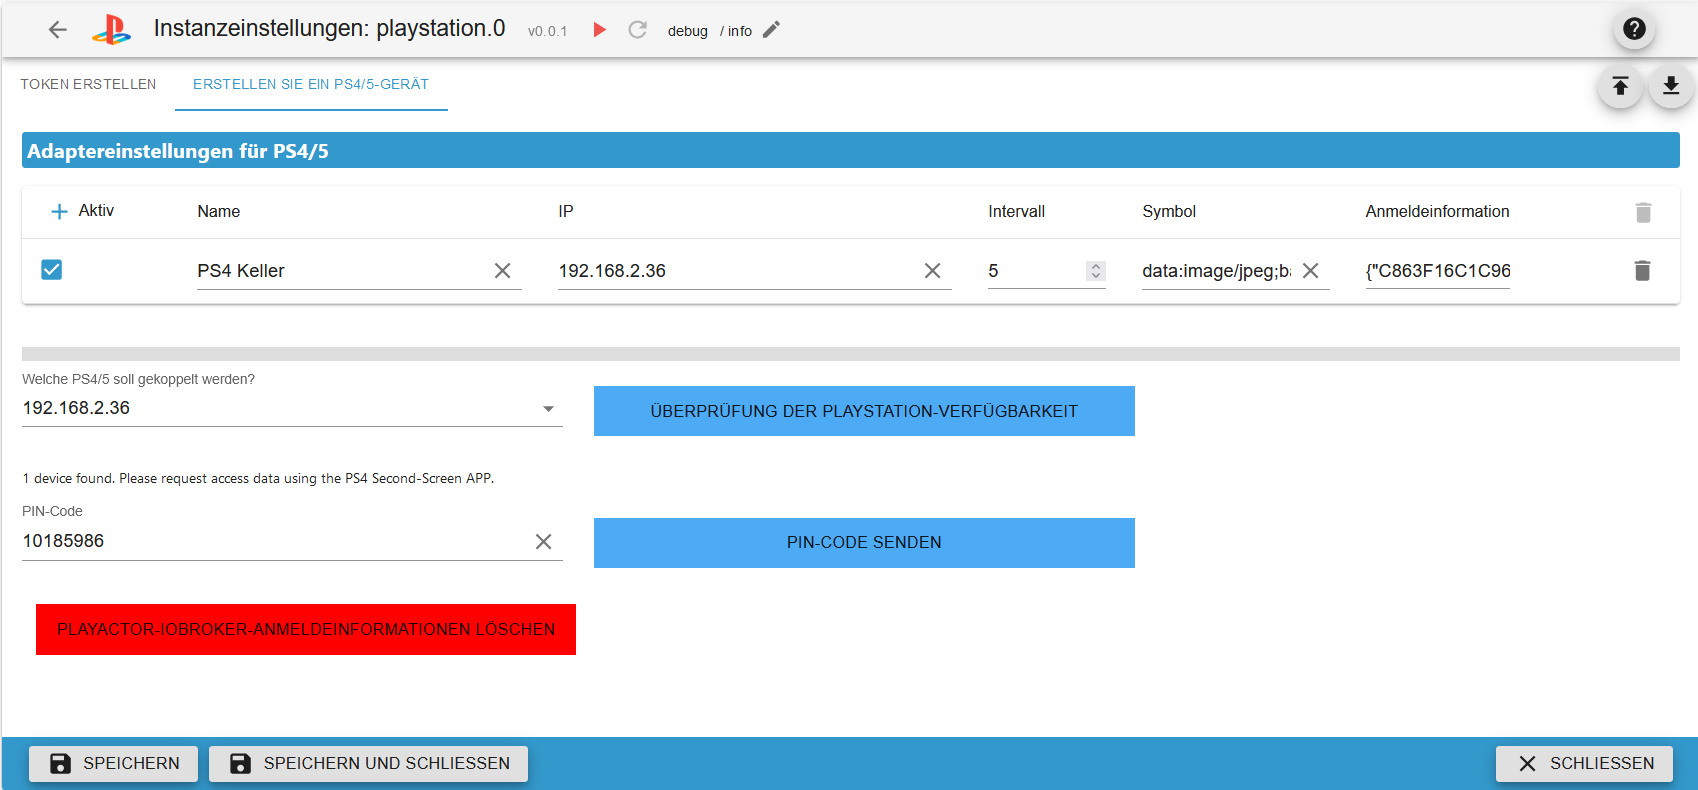 Instanzeinstellungen: playstation.0 v0.0.1 debug / info
TOKEN ERSTELLEN ERSTELLEN SIE EIN PS4/5-GERÄT
Adaptereinstellungen für PS4/5
Aktiv Name IP Intervall Symbol Anmeldeinformation
PS4 Keller 192.168.2.36 5 data:image/jpeg;ba {"C863F16C1C96
Welche PS4/5 soll gekoppelt werden?
192.168.2.36
ÜBERPRÜFUNG DER PLAYSTATION-VERFÜGBARKEIT
1 device found. Please request access data using the PS4 Second-Screen APP.
PIN-Code
10185986
PIN-CODE SENDEN
PLAYACTOR-IOBROKER-ANMELDEINFORMATIONEN LÖSCHEN
SPEICHERN SPEICHERN UND SCHLIESSEN SCHLIESSEN